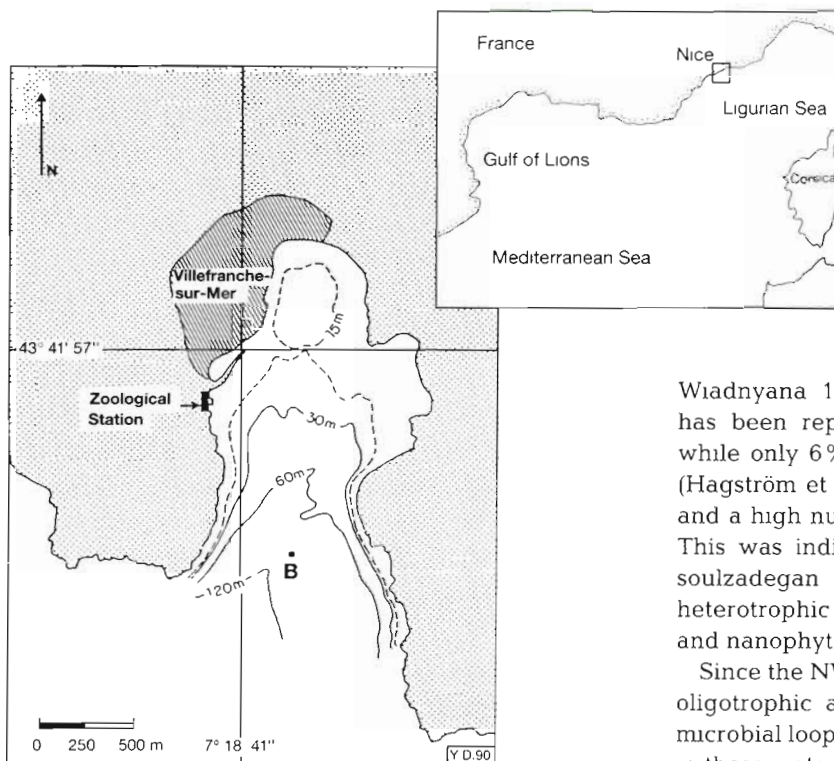 France
Nice
Ligurian Sea
Gulf of Lions
Corsica
Mediterranean Sea
N
Villefranche-
sur-Mer
15m
43° 41' 57"
Zoological
Station
30m
60m
B
120m
0 250 500 m
7° 18' 41"
Y D.90
Wiadnyana 1
has been rep
while only 6%
(Hagström et
and a high nu
This was indi
soulzadegan
heterotrophic
and nanophyt
Since the NV
oligotrophic a
microbial loop